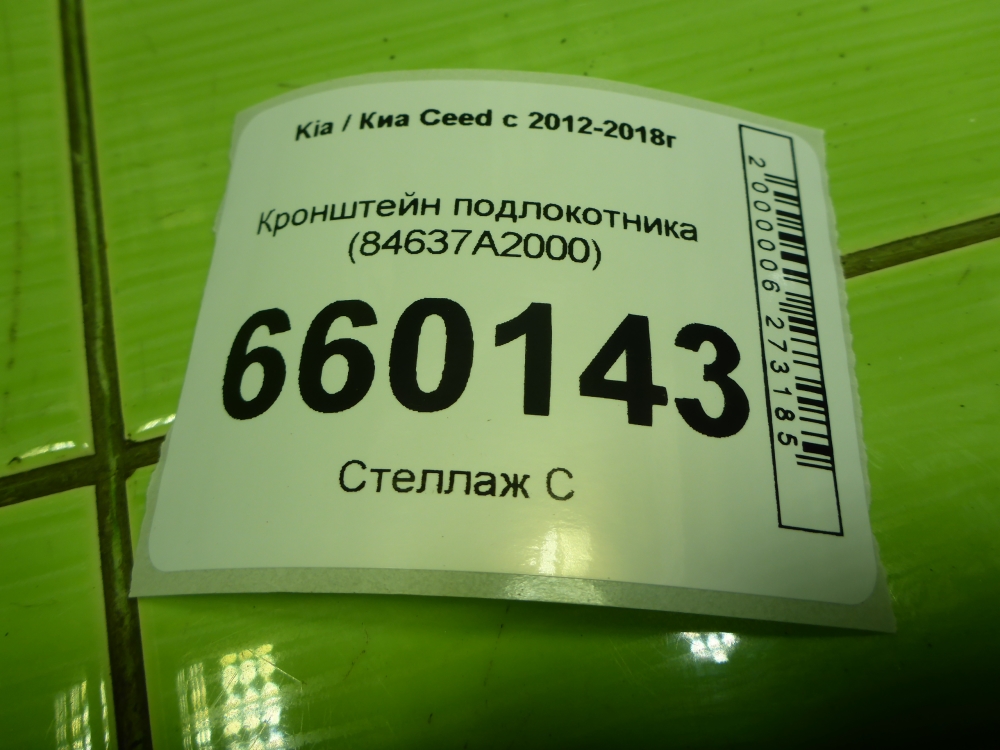 Kia / Киа Ceed с 2012-2018г
Кронштейн подлокотника
(84637A2000)
660143
Стеллаж С
2000006273185